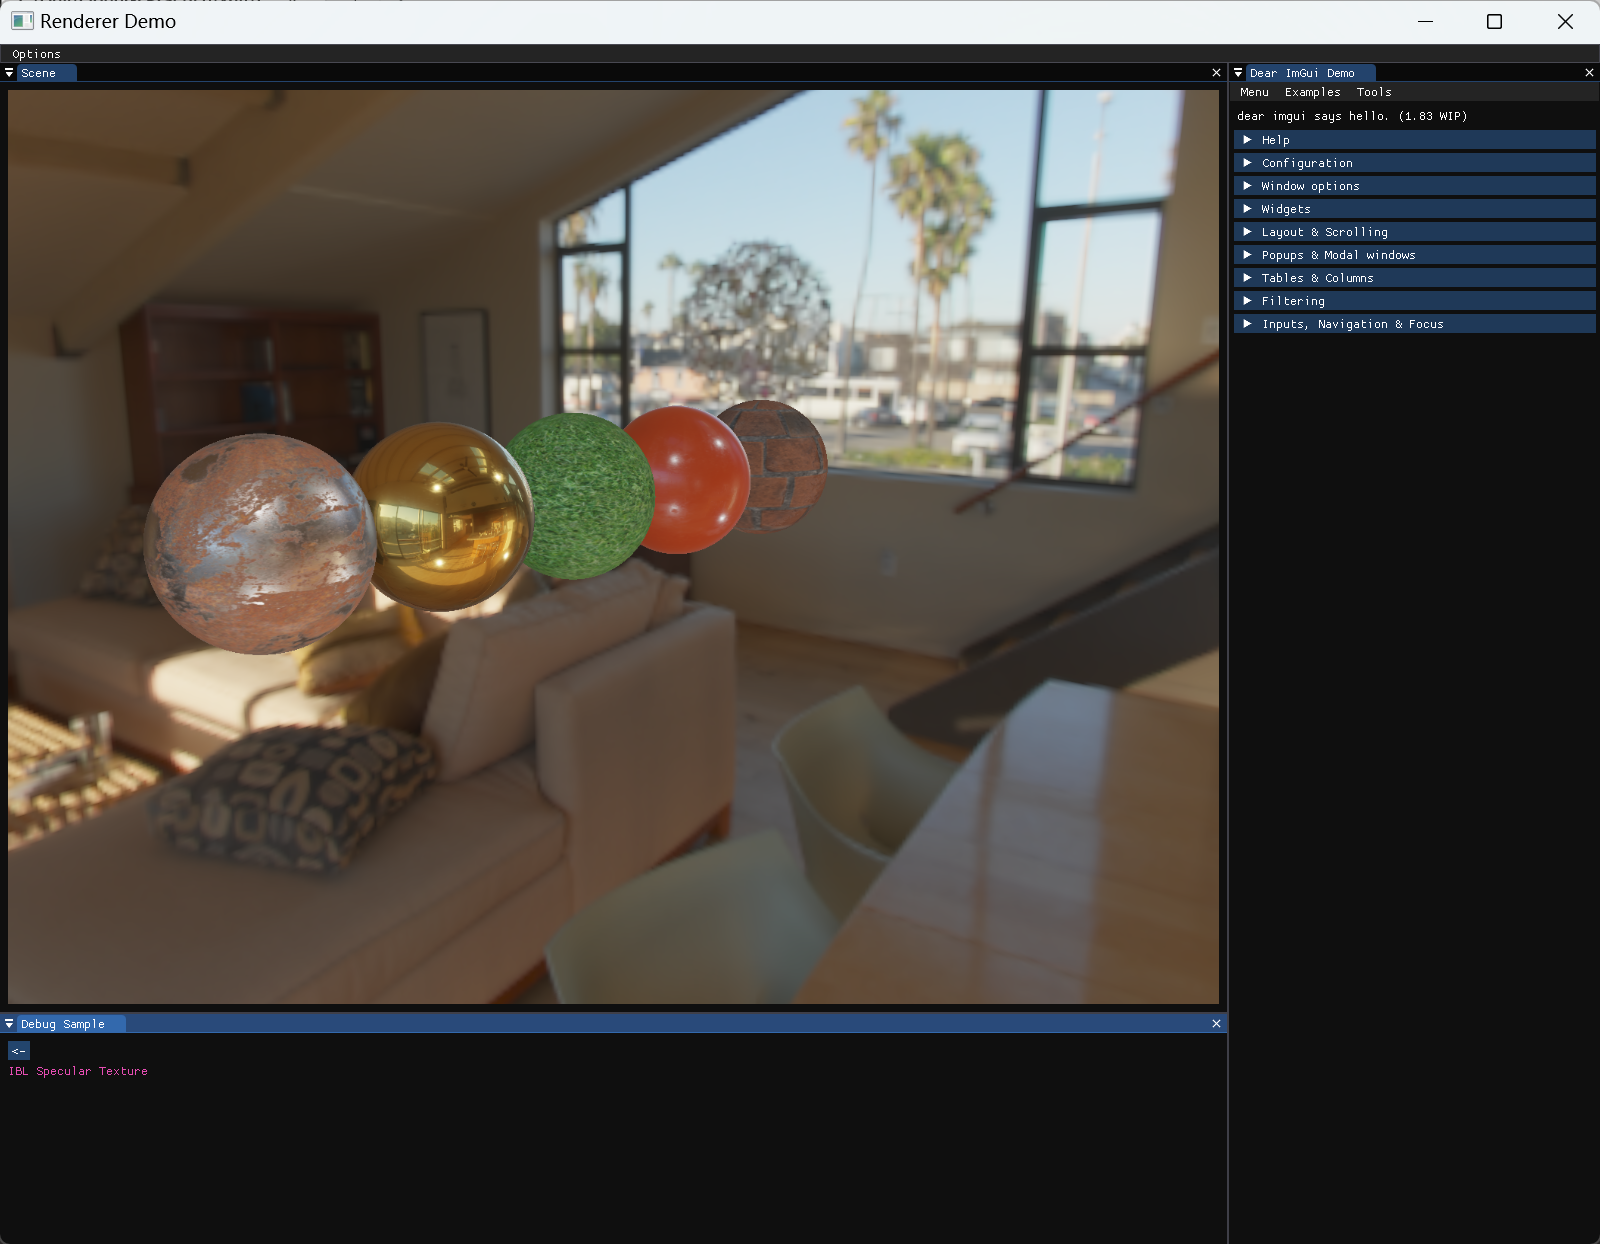 Renderer Demo
Options
Scene
Dear ImGui Demo
Menu Examples Tools
dear imgui says hello. (1.83 WIP)
Help
Configuration
Window options
Widgets
Layout & Scrolling
Popups & Modal windows
Tables & Columns
Filtering
Inputs, Navigation & Focus
Debug Sample
<-
IBL Specular Texture